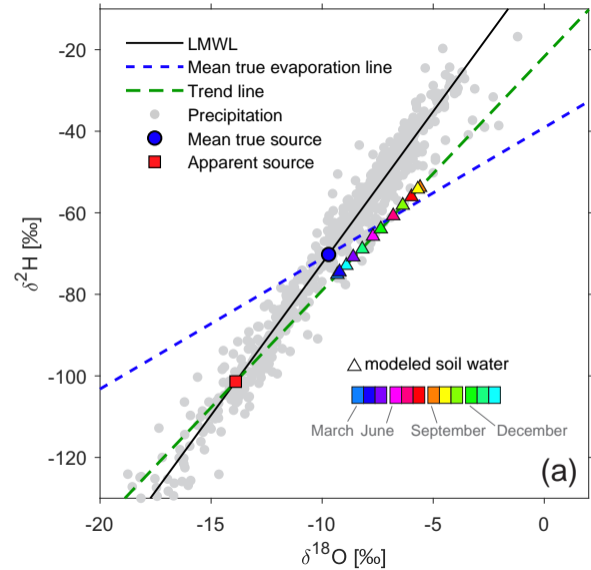 LMWL
Mean true evaporation line
Trend line
Precipitation
Mean true source
Apparent source
-20
-40
-60
-80
-100
-120
δ²H [‰]
△ modeled soil water
March June September December
(a)
-20 -15 -10 -5 0
δ¹⁸O [‰]